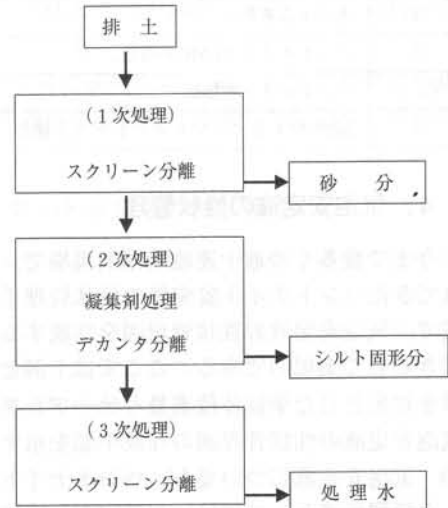 排 土
(1次処理)
スクリーン分離
砂 分
(2次処理)
凝集剤処理
デカンタ分離
シルト固形分
(3次処理)
スクリーン分離
処 理 水